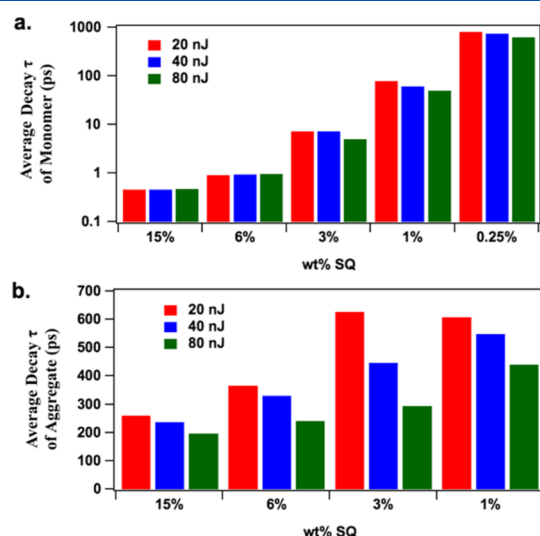 a.
1000
100
10
1
0.1
Average Decay τ
of Monomer (ps)
20 nJ
40 nJ
80 nJ
15% 6% 3% 1% 0.25%
wt% SQ
b.
700
600
500
400
300
200
100
0
Average Decay τ
of Aggregate (ps)
20 nJ
40 nJ
80 nJ
15% 6% 3% 1%
wt% SQ